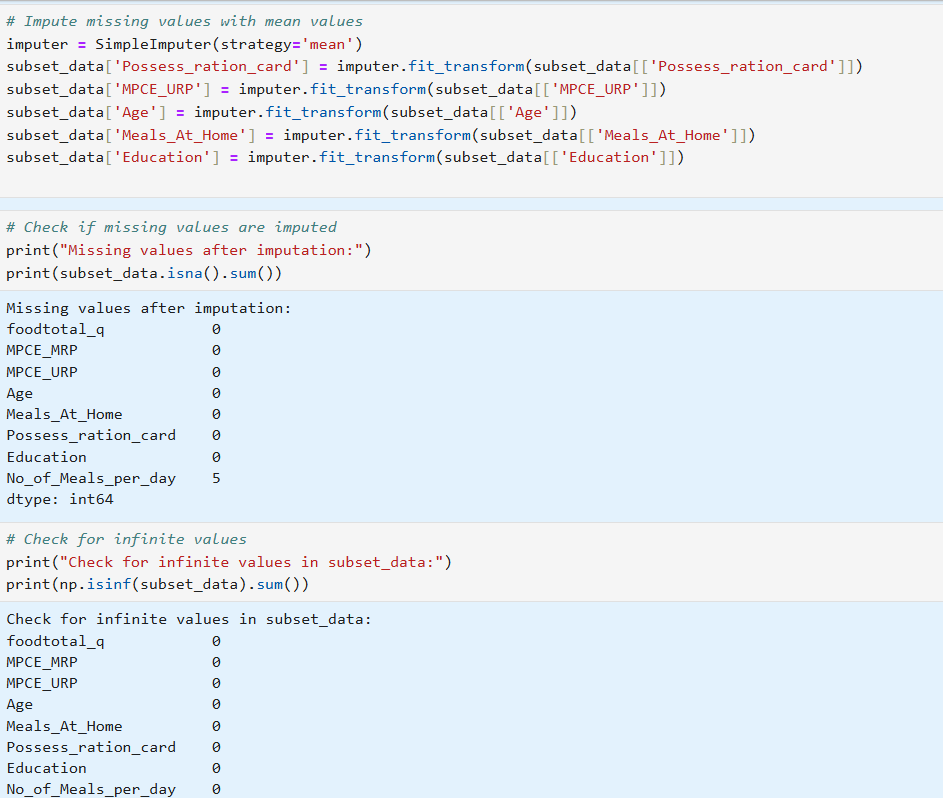 # Impute missing values with mean values
imputer = SimpleImputer(strategy='mean')
subset_data['Possess_ration_card'] = imputer.fit_transform(subset_data[['Possess_ration_card']])
subset_data['MPCE_URP'] = imputer.fit_transform(subset_data[['MPCE_URP']])
subset_data['Age'] = imputer.fit_transform(subset_data[['Age']])
subset_data['Meals_At_Home'] = imputer.fit_transform(subset_data[['Meals_At_Home']])
subset_data['Education'] = imputer.fit_transform(subset_data[['Education']])
# Check if missing values are imputed
print("Missing values after imputation:")
print(subset_data.isna().sum())
Missing values after imputation:
foodtotal_q 0
MPCE_MRP 0
MPCE_URP 0
Age 0
Meals_At_Home 0
Possess_ration_card 0
Education 0
No_of_Meals_per_day 5
dtype: int64
# Check for infinite values
print("Check for infinite values in subset_data:")
print(np.isinf(subset_data).sum())
Check for infinite values in subset_data:
foodtotal_q 0
MPCE_MRP 0
MPCE_URP 0
Age 0
Meals_At_Home 0
Possess_ration_card 0
Education 0
No_of_Meals_per_day 0